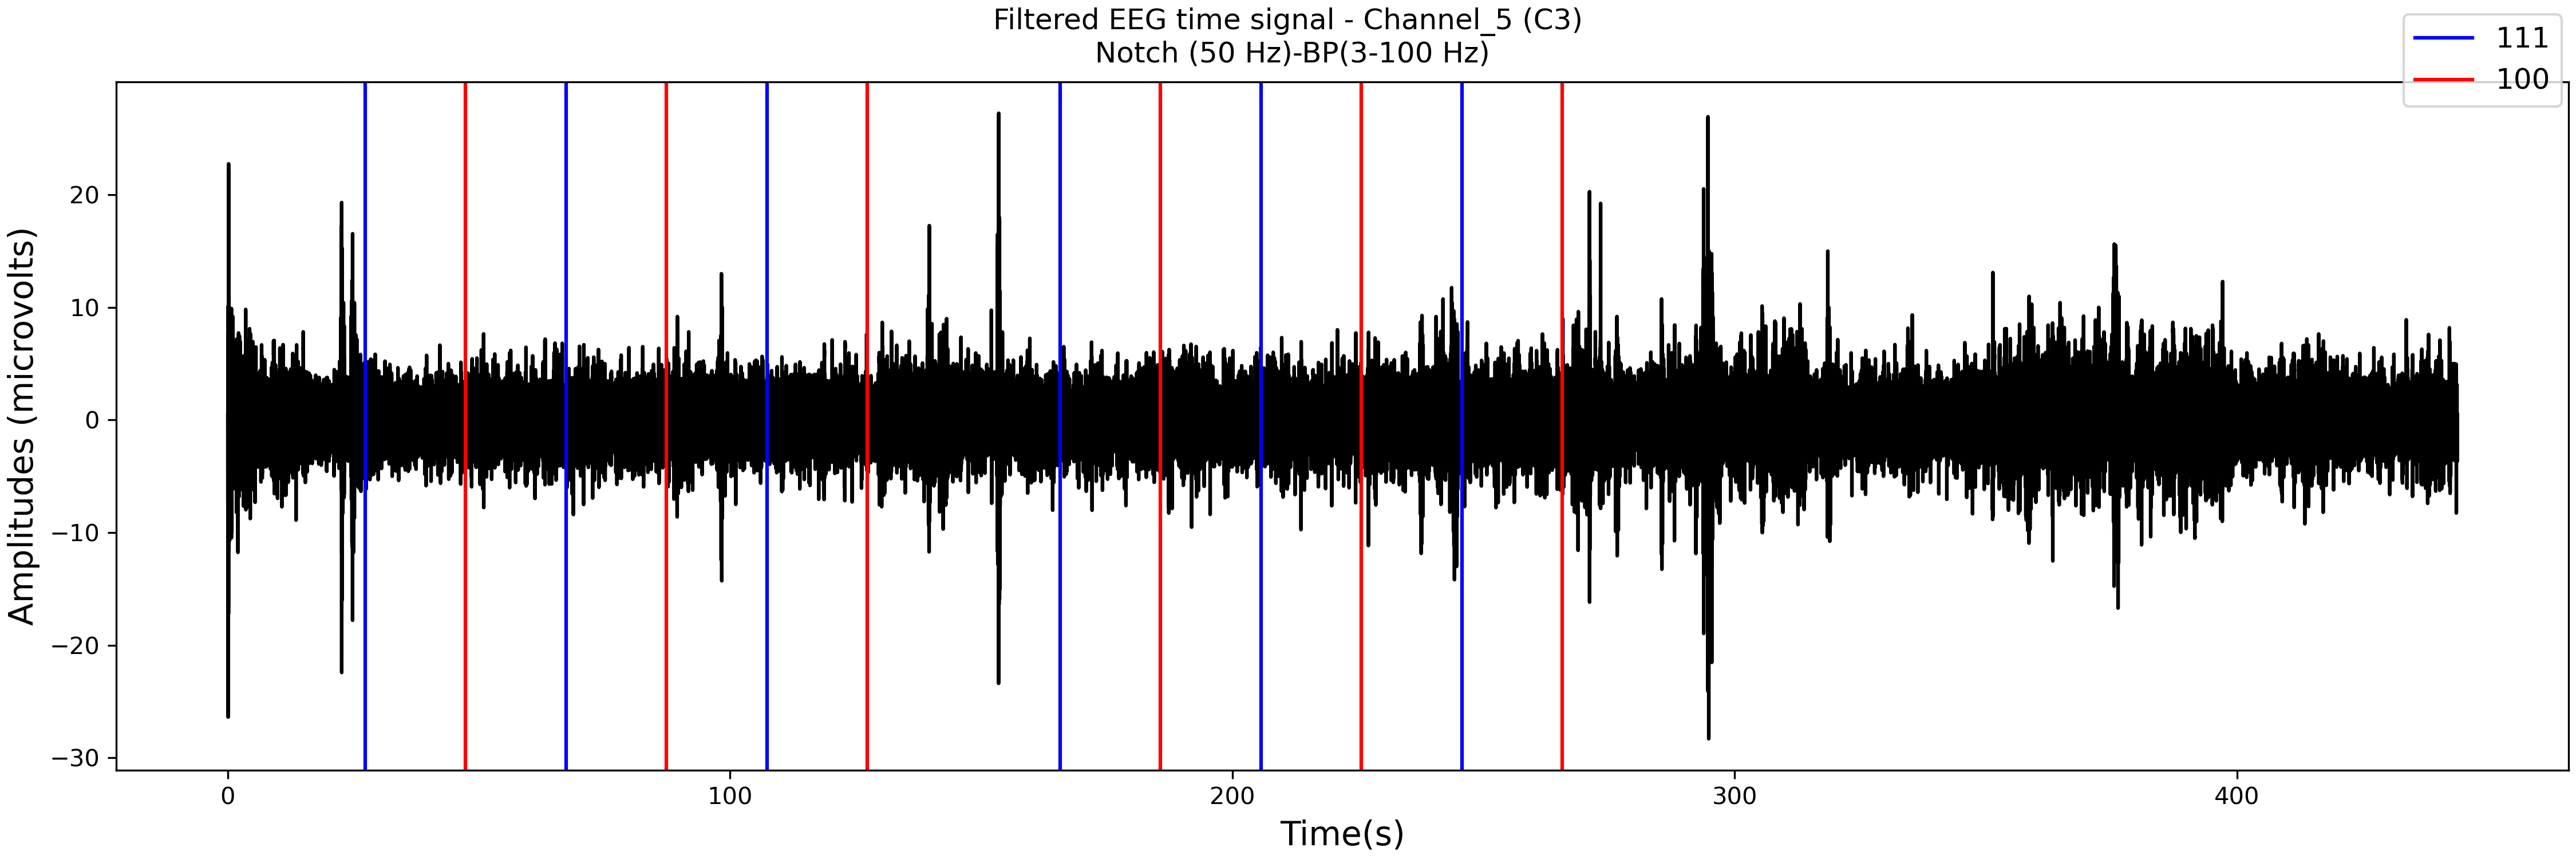 Filtered EEG time signal - Channel_5 (C3)
Notch (50 Hz)-BP(3-100 Hz)
111
100
Amplitudes (microvolts)
20
10
0
−10
−20
−30
0 100 200 300 400
Time(s)